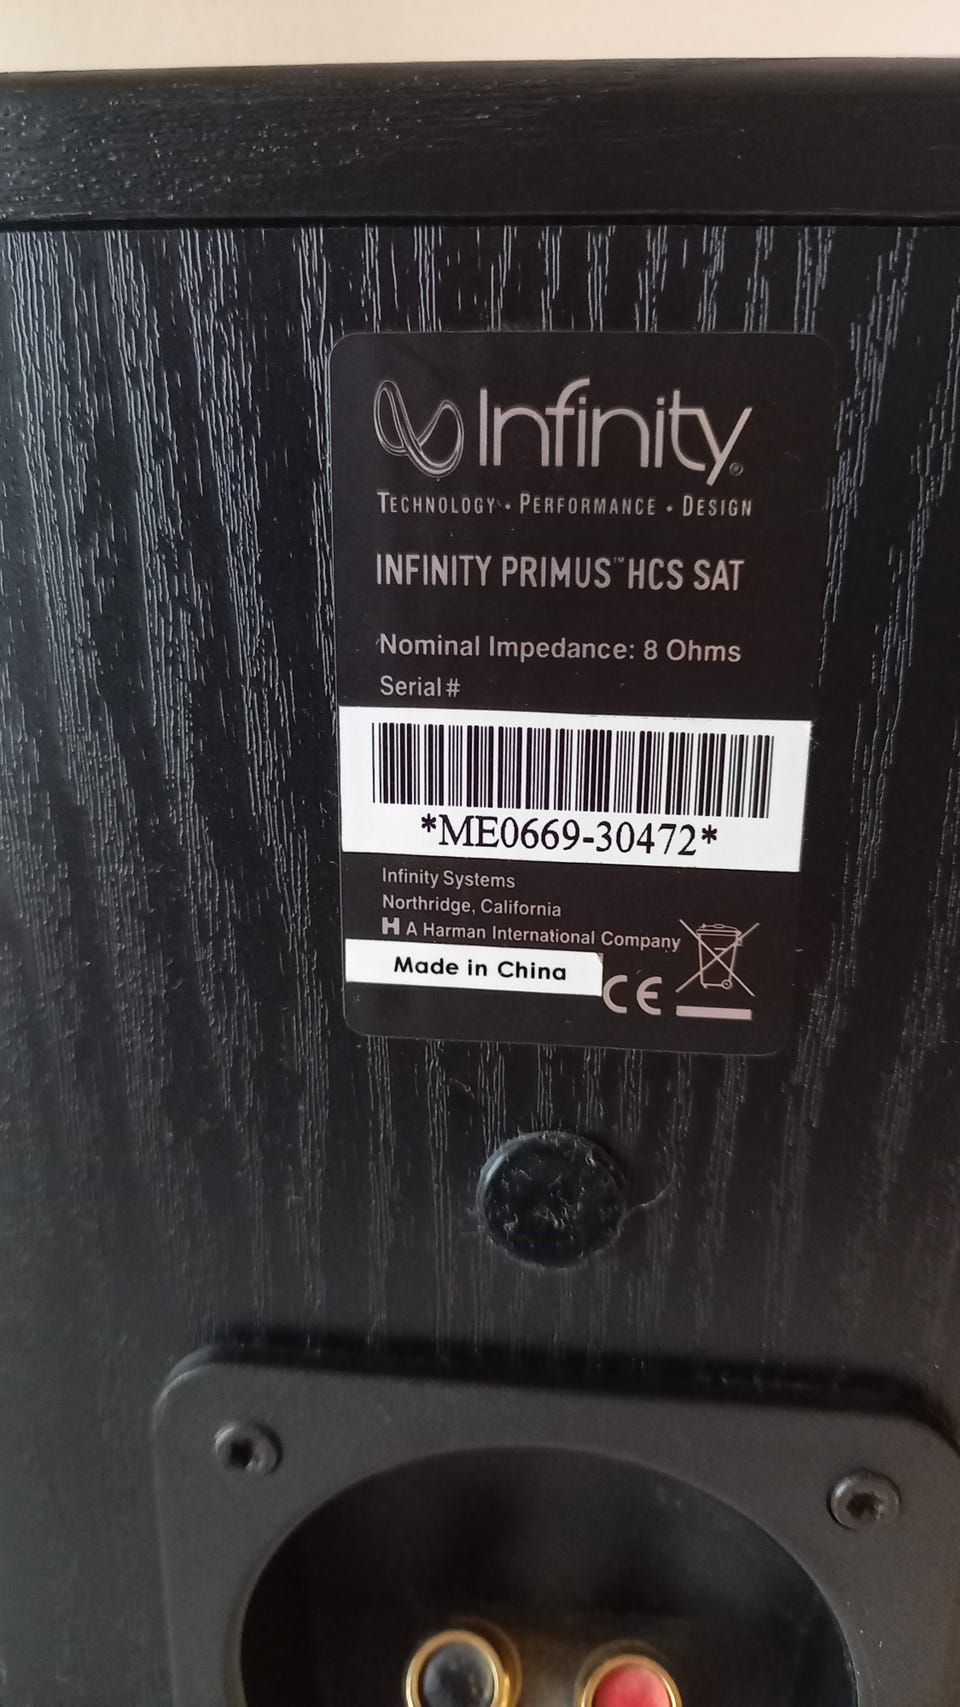 Infinity®
TECHNOLOGY • PERFORMANCE • DESIGN
INFINITY PRIMUS™ HCS SAT
Nominal Impedance: 8 Ohms
Serial #
*ME0669-30472*
Infinity Systems
Northridge, California
H A Harman International Company
Made in China
CE